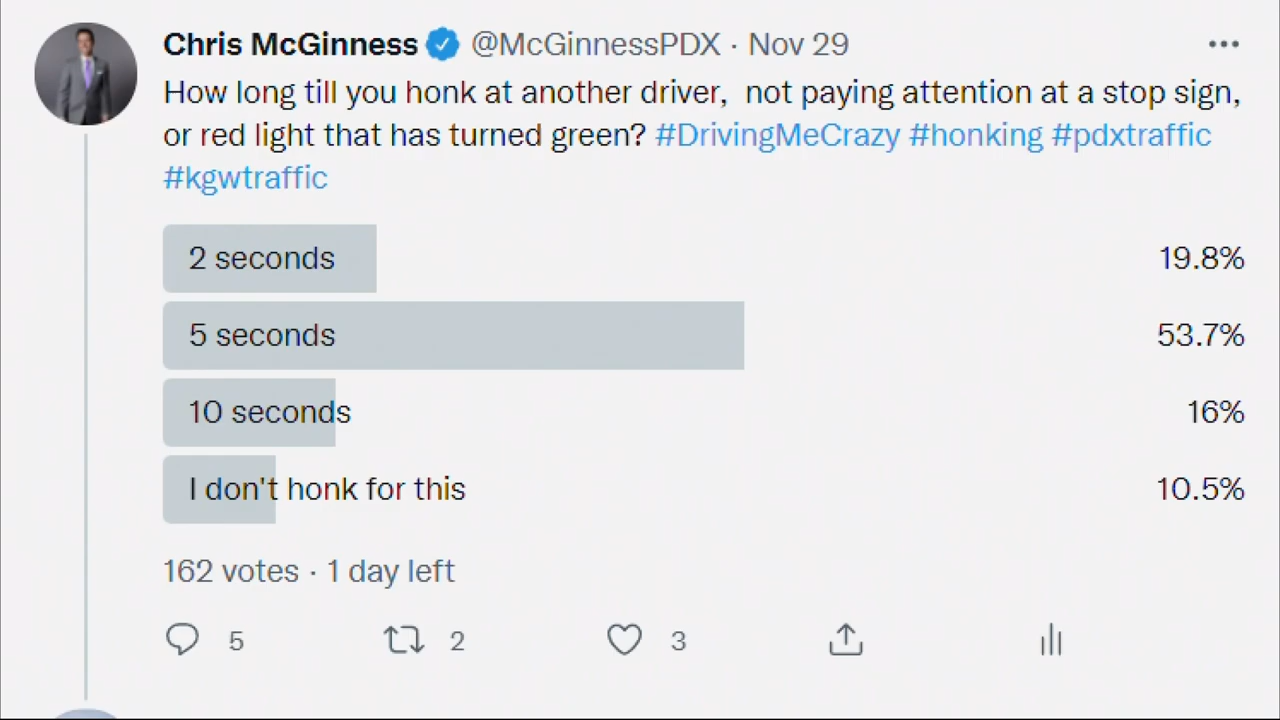 Chris McGinness @McGinnessPDX · Nov 29
How long till you honk at another driver,  not paying attention at a stop sign,
or red light that has turned green? #DrivingMeCrazy #honking #pdxtraffic
#kgwtraffic
2 seconds 19.8%
5 seconds 53.7%
10 seconds 16%
I don't honk for this 10.5%
162 votes · 1 day left
5 2 3